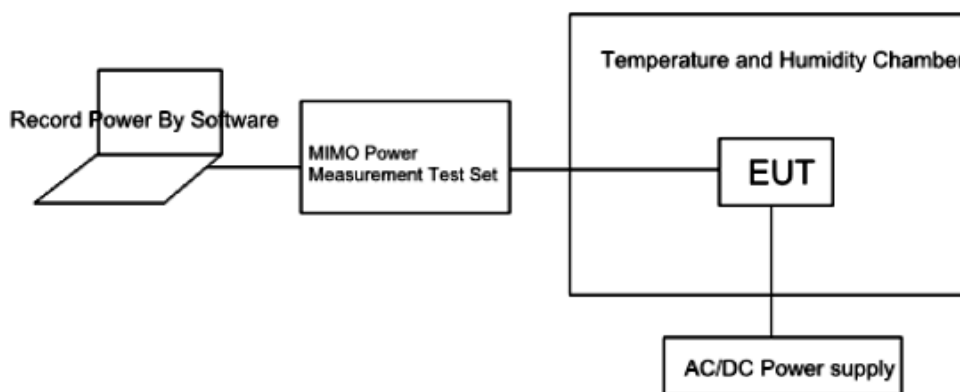 Temperature and Humidity Chamber
Record Power By Software
MIMO Power
Measurement Test Set
EUT
AC/DC Power supply